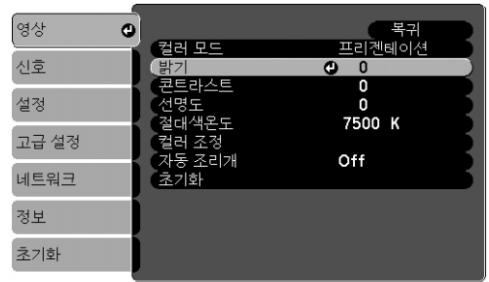 영상
신호
설정
고급 설정
네트워크
정보
초기화
복귀
컬러 모드 프리젠테이션
밝기 0
콘트라스트 0
선명도 0
절대색온도 7500 K
컬러 조정
자동 조리개 Off
초기화